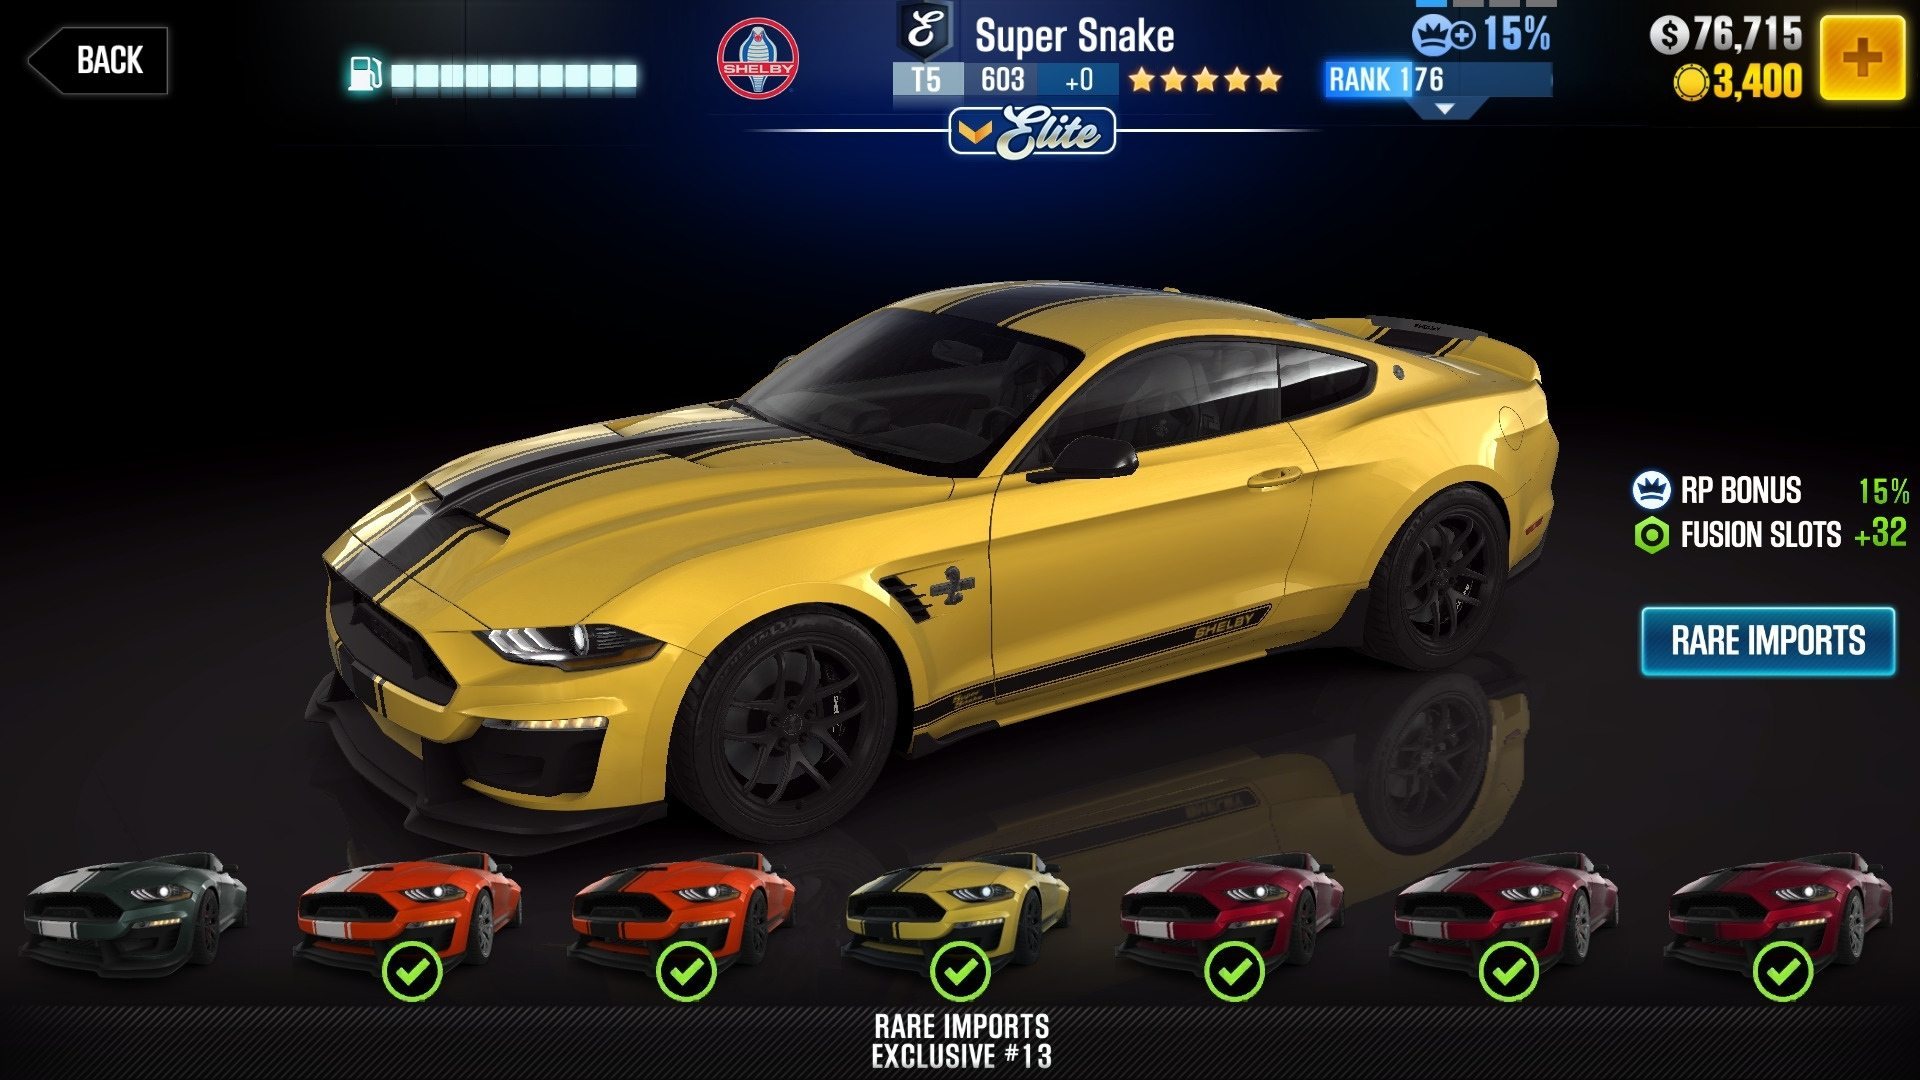 BACK
SHELBY
Ɛ Super Snake
T5 603 +0
Elite
15%
RANK 176
$ 76,715
3,400
+
SHELBY
SHELBY
RP BONUS 15%
FUSION SLOTS +32
RARE IMPORTS
RARE IMPORTS
EXCLUSIVE #13